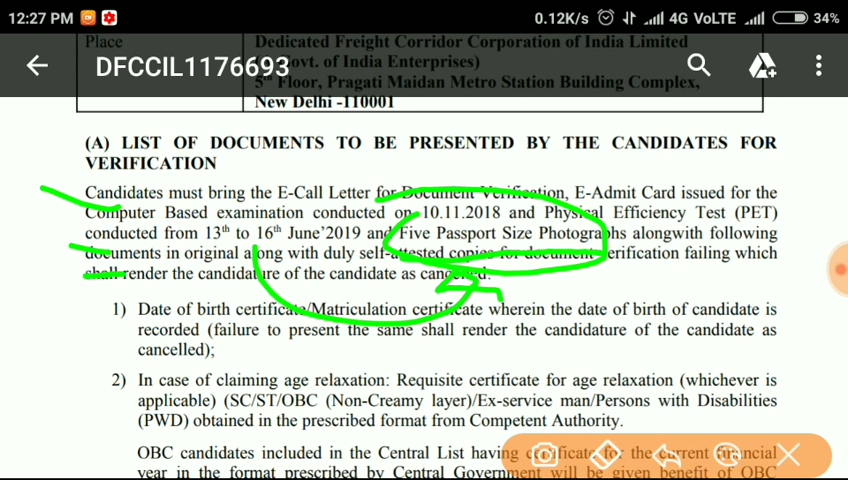 12:27 PM 0.12K/s 4G VoLTE 34%
Place Dedicated Freight Corridor Corporation of India Limited
DFCCIL1176693 Govt. of India Enterprises)
5th Floor, Pragati Maidan Metro Station Building Complex,
New Delhi -110001
(A) LIST OF DOCUMENTS TO BE PRESENTED BY THE CANDIDATES FOR
VERIFICATION
Candidates must bring the E-Call Letter for Document Verification, E-Admit Card issued for the
Computer Based examination conducted on 10.11.2018 and Physical Efficiency Test (PET)
conducted from 13th to 16th June'2019 and Five Passport Size Photographs alongwith following
documents in original along with duly self-attested copies for document verification failing which
shall render the candidature of the candidate as cancelled:
1) Date of birth certificate/Matriculation certificate wherein the date of birth of candidate is
recorded (failure to present the same shall render the candidature of the candidate as
cancelled);
2) In case of claiming age relaxation: Requisite certificate for age relaxation (whichever is
applicable) (SC/ST/OBC (Non-Creamy layer)/Ex-service man/Persons with Disabilities
(PWD) obtained in the prescribed format from Competent Authority.
OBC candidates included in the Central List having certificate for the current financial
year in the format prescribed by Central Government will be given benefit of OBC